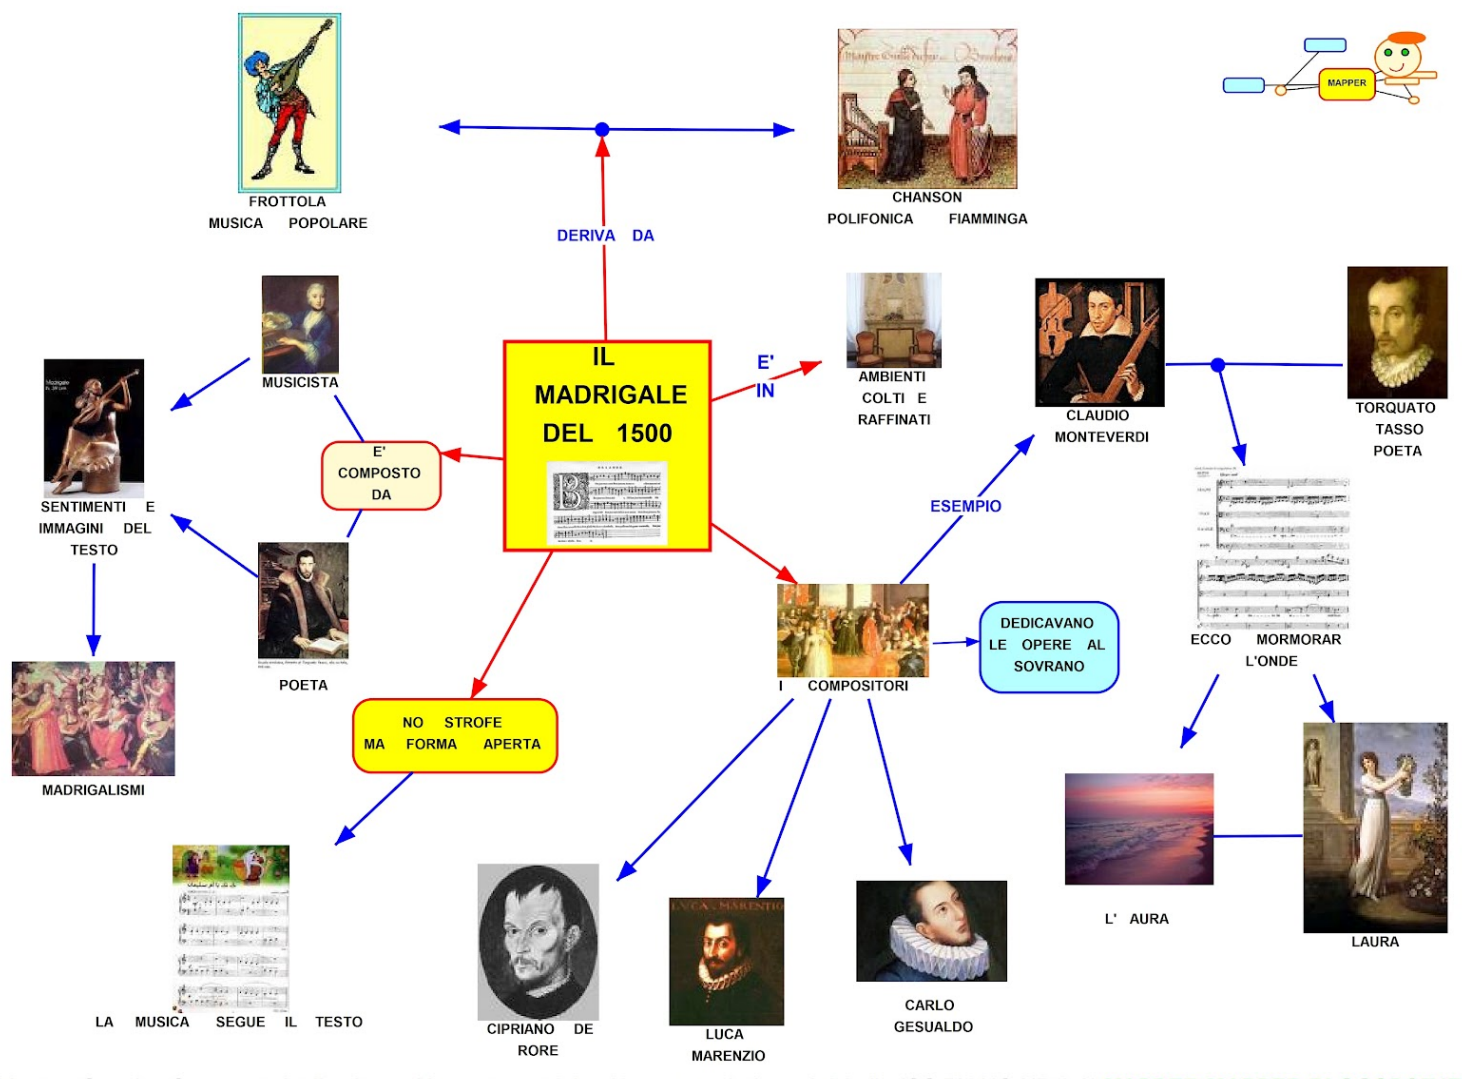 MAPPER
FROTTOLA
MUSICA POPOLARE
CHANSON
POLIFONICA FIAMMINGA
DERIVA DA
IL
MADRIGALE
DEL 1500
E'
IN
AMBIENTI
COLTI E
RAFFINATI
CLAUDIO
MONTEVERDI
TORQUATO
TASSO
POETA
MUSICISTA
E'
COMPOSTO
DA
Madrigale
SENTIMENTI E
IMMAGINI DEL
TESTO
POETA
MADRIGALISMI
ESEMPIO
ECCO MORMORAR
L'ONDE
I COMPOSITORI
DEDICAVANO
LE OPERE AL
SOVRANO
NO STROFE
MA FORMA APERTA
LA MUSICA SEGUE IL TESTO
CIPRIANO DE
RORE
LUCA MARENTIO
LUCA
MARENZIO
CARLO
GESUALDO
L' AURA
LAURA